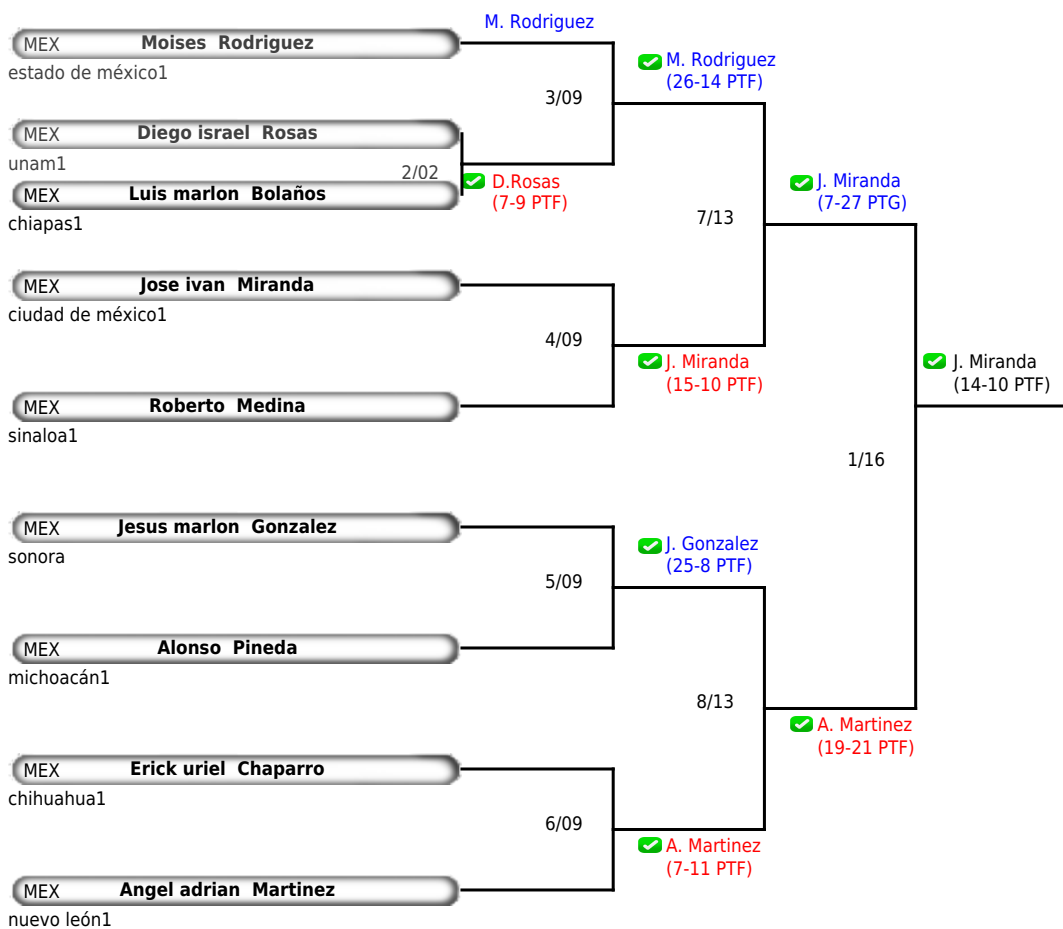 M. Rodriguez
MEX Moises Rodriguez
estado de méxico1
M. Rodriguez
(26-14 PTF)
3/09
MEX Diego israel Rosas
unam1
2/02
D.Rosas
(7-9 PTF)
MEX Luis marlon Bolaños
chiapas1
J. Miranda
(7-27 PTG)
7/13
MEX Jose ivan Miranda
ciudad de méxico1
4/09
J. Miranda
(15-10 PTF)
J. Miranda
(14-10 PTF)
MEX Roberto Medina
sinaloa1
1/16
MEX Jesus marlon Gonzalez
sonora
J. Gonzalez
(25-8 PTF)
5/09
MEX Alonso Pineda
michoacán1
8/13
A. Martinez
(19-21 PTF)
MEX Erick uriel Chaparro
chihuahua1
6/09
A. Martinez
(7-11 PTF)
MEX Angel adrian Martinez
nuevo león1